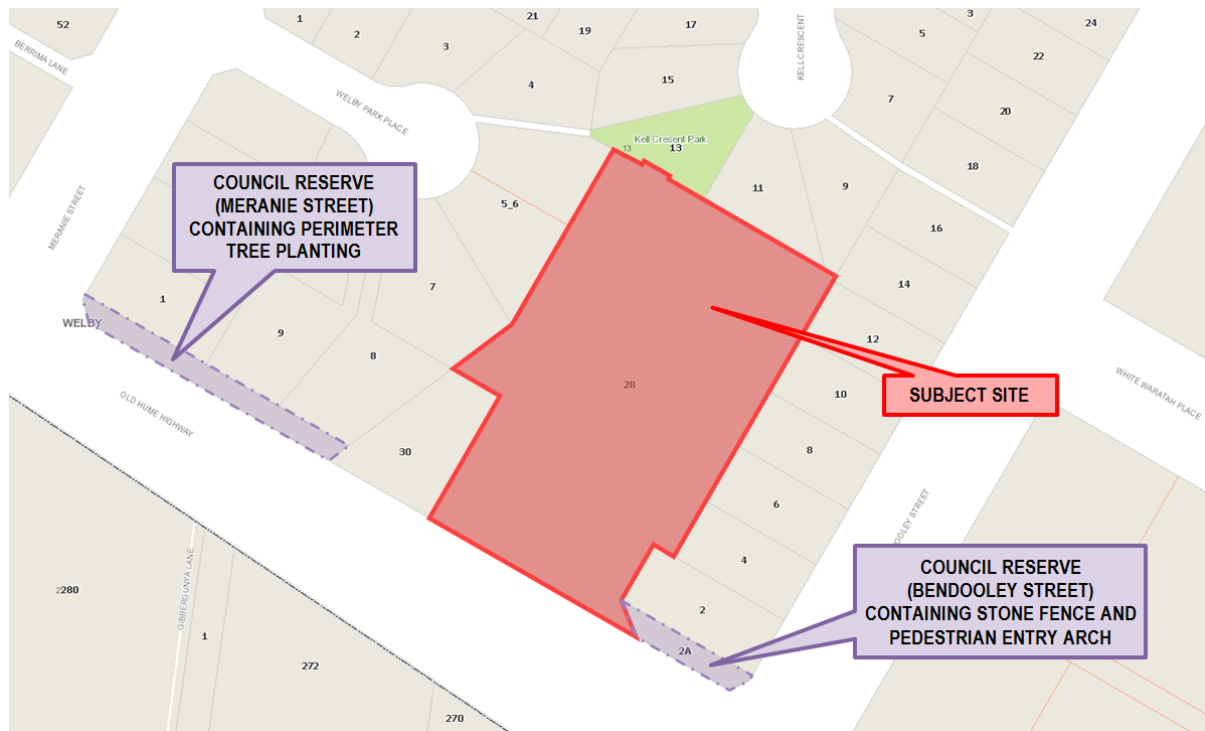 52
1
2
3
21
19
17
3
24
5
22
BERRIMA LANE
KELL CRESCENT
4
15
7
20
WELBY PARK PLACE
Kell Cresent Park
13
13
18
COUNCIL RESERVE
(MERANIE STREET)
CONTAINING PERIMETER
TREE PLANTING
MERANIE STREET
5_6
11
9
16
7
14
1
WELBY
9
8
12
28
SUBJECT SITE
10
WHITE WARATAH PLACE
OLD HUME HIGHWAY
30
8
6
OOLEY STREET
4
COUNCIL RESERVE
(BENDOOLEY STREET)
CONTAINING STONE FENCE AND
PEDESTRIAN ENTRY ARCH
280
GIBBERGUNYA LANE
2
1
2A
272
270